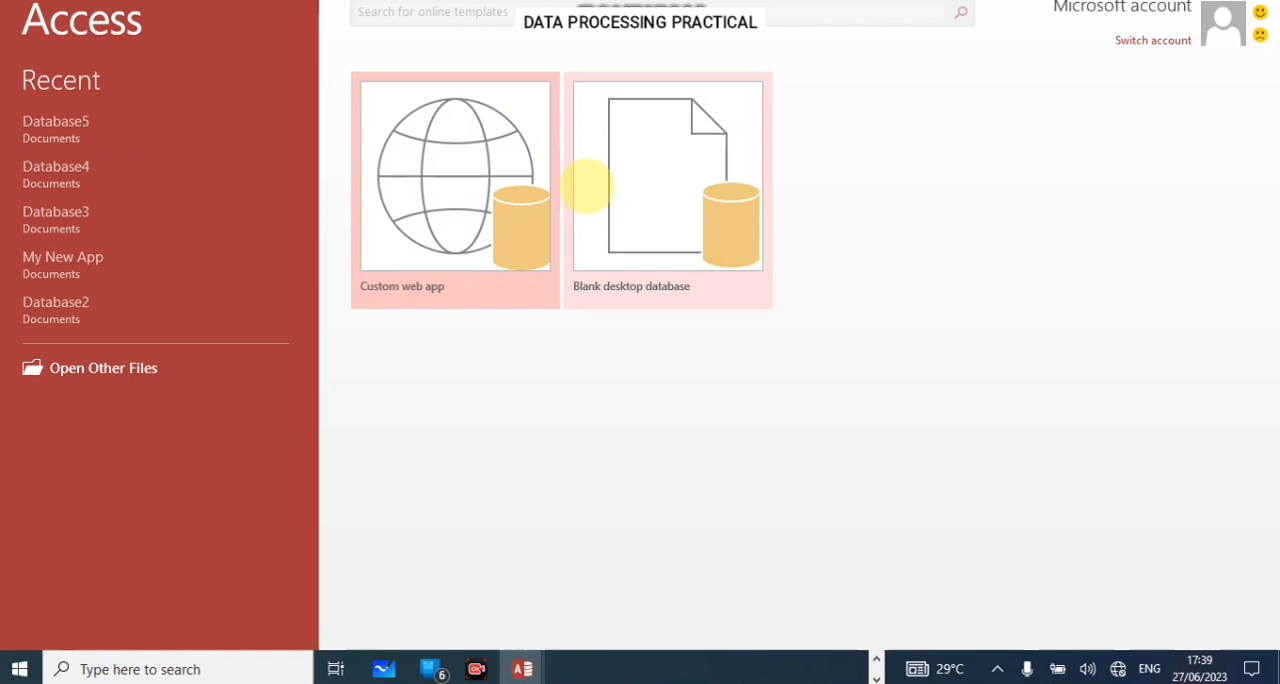 Access
Search for online templates
DATA PROCESSING PRACTICAL
Microsoft account
Switch account
Recent
Database5
Documents
Database4
Documents
Database3
Documents
My New App
Documents
Database2
Documents
Open Other Files
Custom web app
Blank desktop database
Type here to search
6
29°C
ENG
17:39
27/06/2023